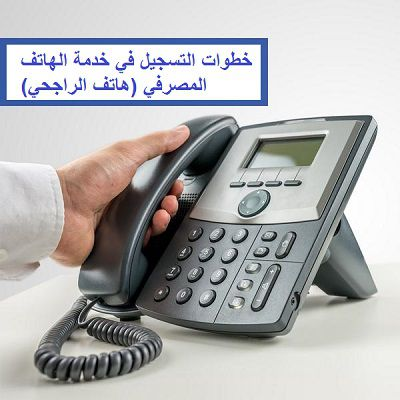 خطوات التسجيل في خدمة الهاتف
المصرفي (هاتف الراجحي)